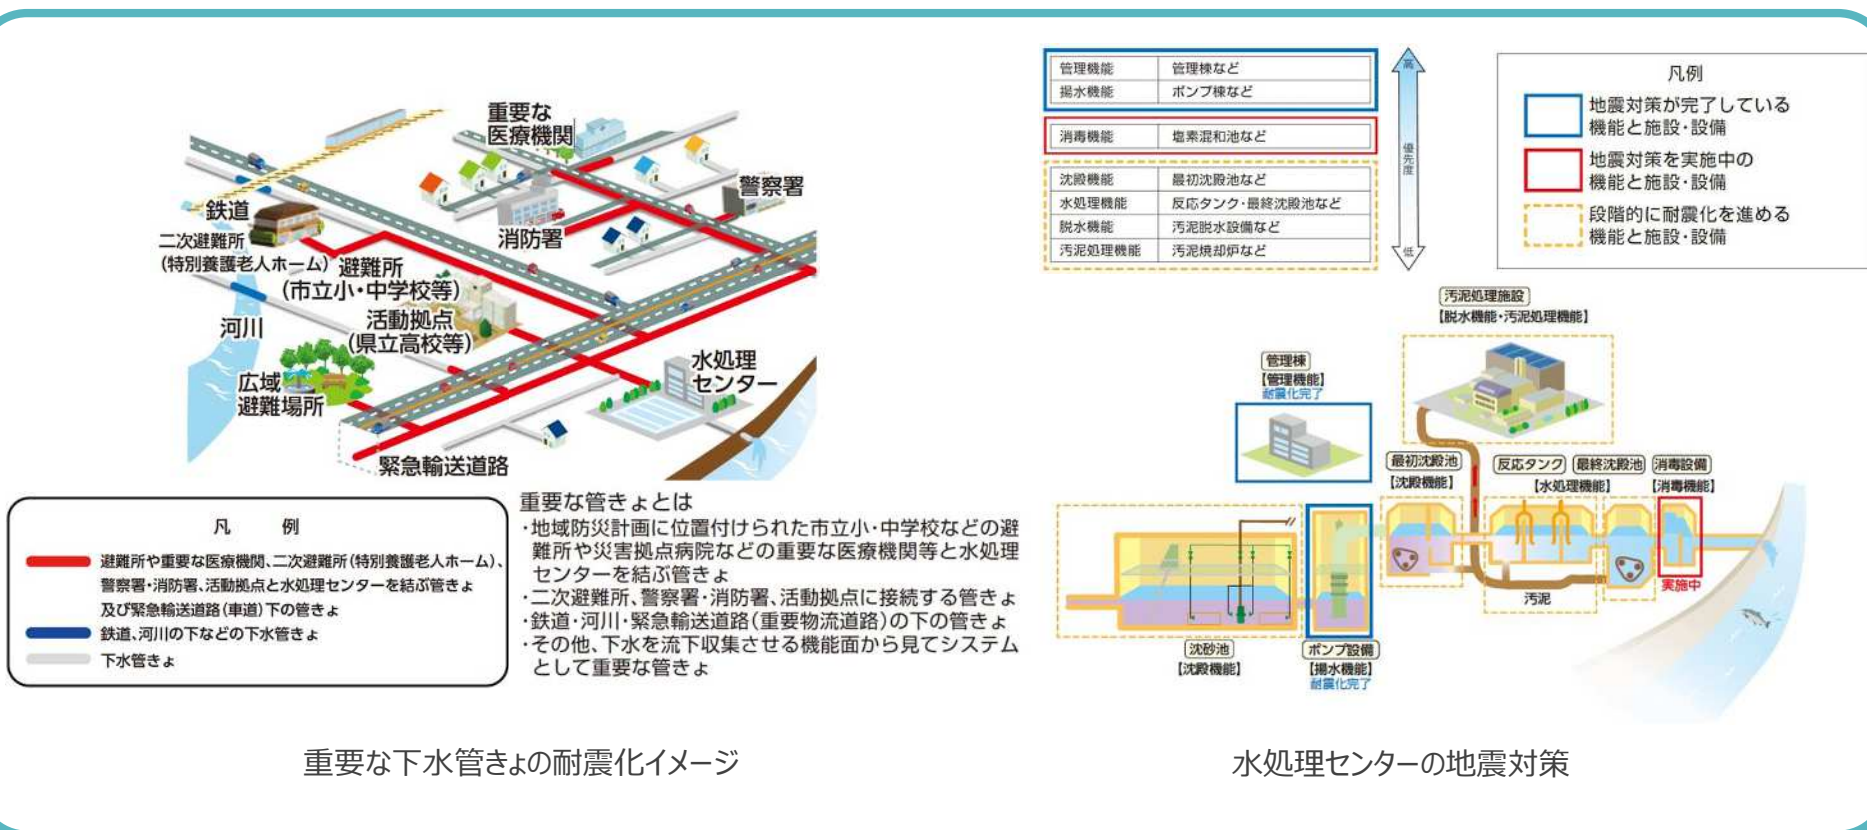 重要な
医療機関
警察署
鉄道
消防署
二次避難所
(特別養護老人ホーム)
避難所
(市立小・中学校等)
河川
活動拠点
(県立高校等)
水処理
センター
広域
避難場所
緊急輸送道路
凡 例
避難所や重要な医療機関、二次避難所(特別養護老人ホーム)、
警察署・消防署、活動拠点と水処理センターを結ぶ管きょ
及び緊急輸送道路(車道)下の管きょ
鉄道、河川の下などの下水管きょ
下水管きょ
重要な管きょとは
・地域防災計画に位置付けられた市立小・中学校などの避
難所や災害拠点病院などの重要な医療機関等と水処理
センターを結ぶ管きょ
・二次避難所、警察署・消防署、活動拠点に接続する管きょ
・鉄道・河川・緊急輸送道路(重要物流道路)の下の管きょ
・その他、下水を流下収集させる機能面から見てシステム
として重要な管きょ
重要な下水管きょの耐震化イメージ
管理機能 管理棟など
揚水機能 ポンプ棟など
消毒機能 塩素混和池など
沈殿機能 最初沈殿池など
水処理機能 反応タンク・最終沈殿池など
脱水機能 汚泥脱水設備など
汚泥処理機能 汚泥焼却炉など
高
優先度
低
凡例
地震対策が完了している
機能と施設・設備
地震対策を実施中の
機能と施設・設備
段階的に耐震化を進める
機能と施設・設備
汚泥処理施設
【脱水機能・汚泥処理機能】
管理棟
【管理機能】
耐震化完了
最初沈殿池
【沈殿機能】
反応タンク 最終沈殿池
【水処理機能】
消毒設備
【消毒機能】
実施中
汚泥
沈砂池
【沈殿機能】
ポンプ設備
【揚水機能】
耐震化完了
水処理センターの地震対策